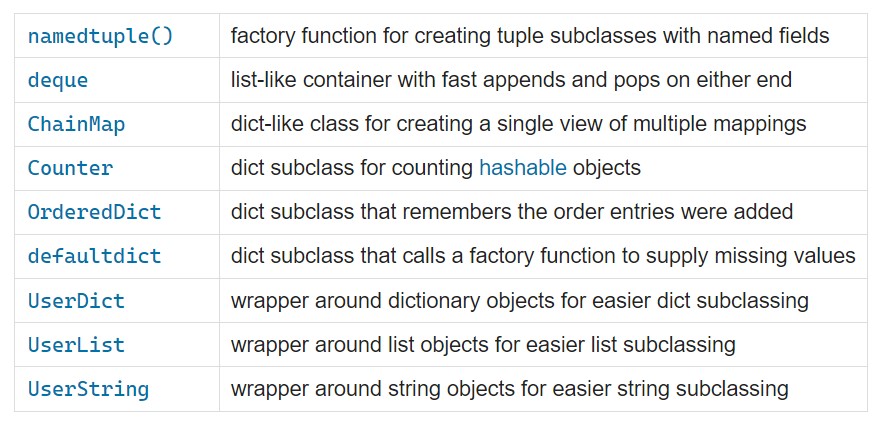 namedtuple() factory function for creating tuple subclasses with named fields
deque list-like container with fast appends and pops on either end
ChainMap dict-like class for creating a single view of multiple mappings
Counter dict subclass for counting hashable objects
OrderedDict dict subclass that remembers the order entries were added
defaultdict dict subclass that calls a factory function to supply missing values
UserDict wrapper around dictionary objects for easier dict subclassing
UserList wrapper around list objects for easier list subclassing
UserString wrapper around string objects for easier string subclassing